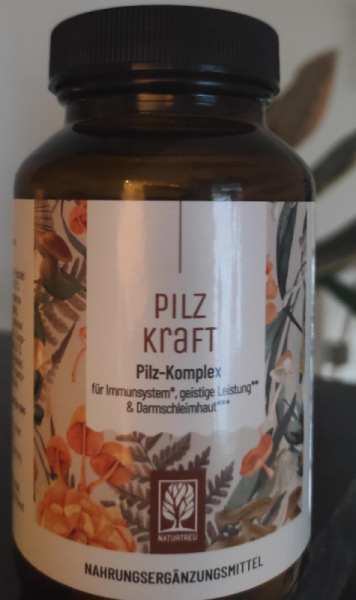 PILZ
Kraft
Pilz-Komplex
für Immunsystem*, geistige Leistung**
& Darmschleimhaut***
NATURTREU
NAHRUNGSERGÄNZUNGSMITTEL